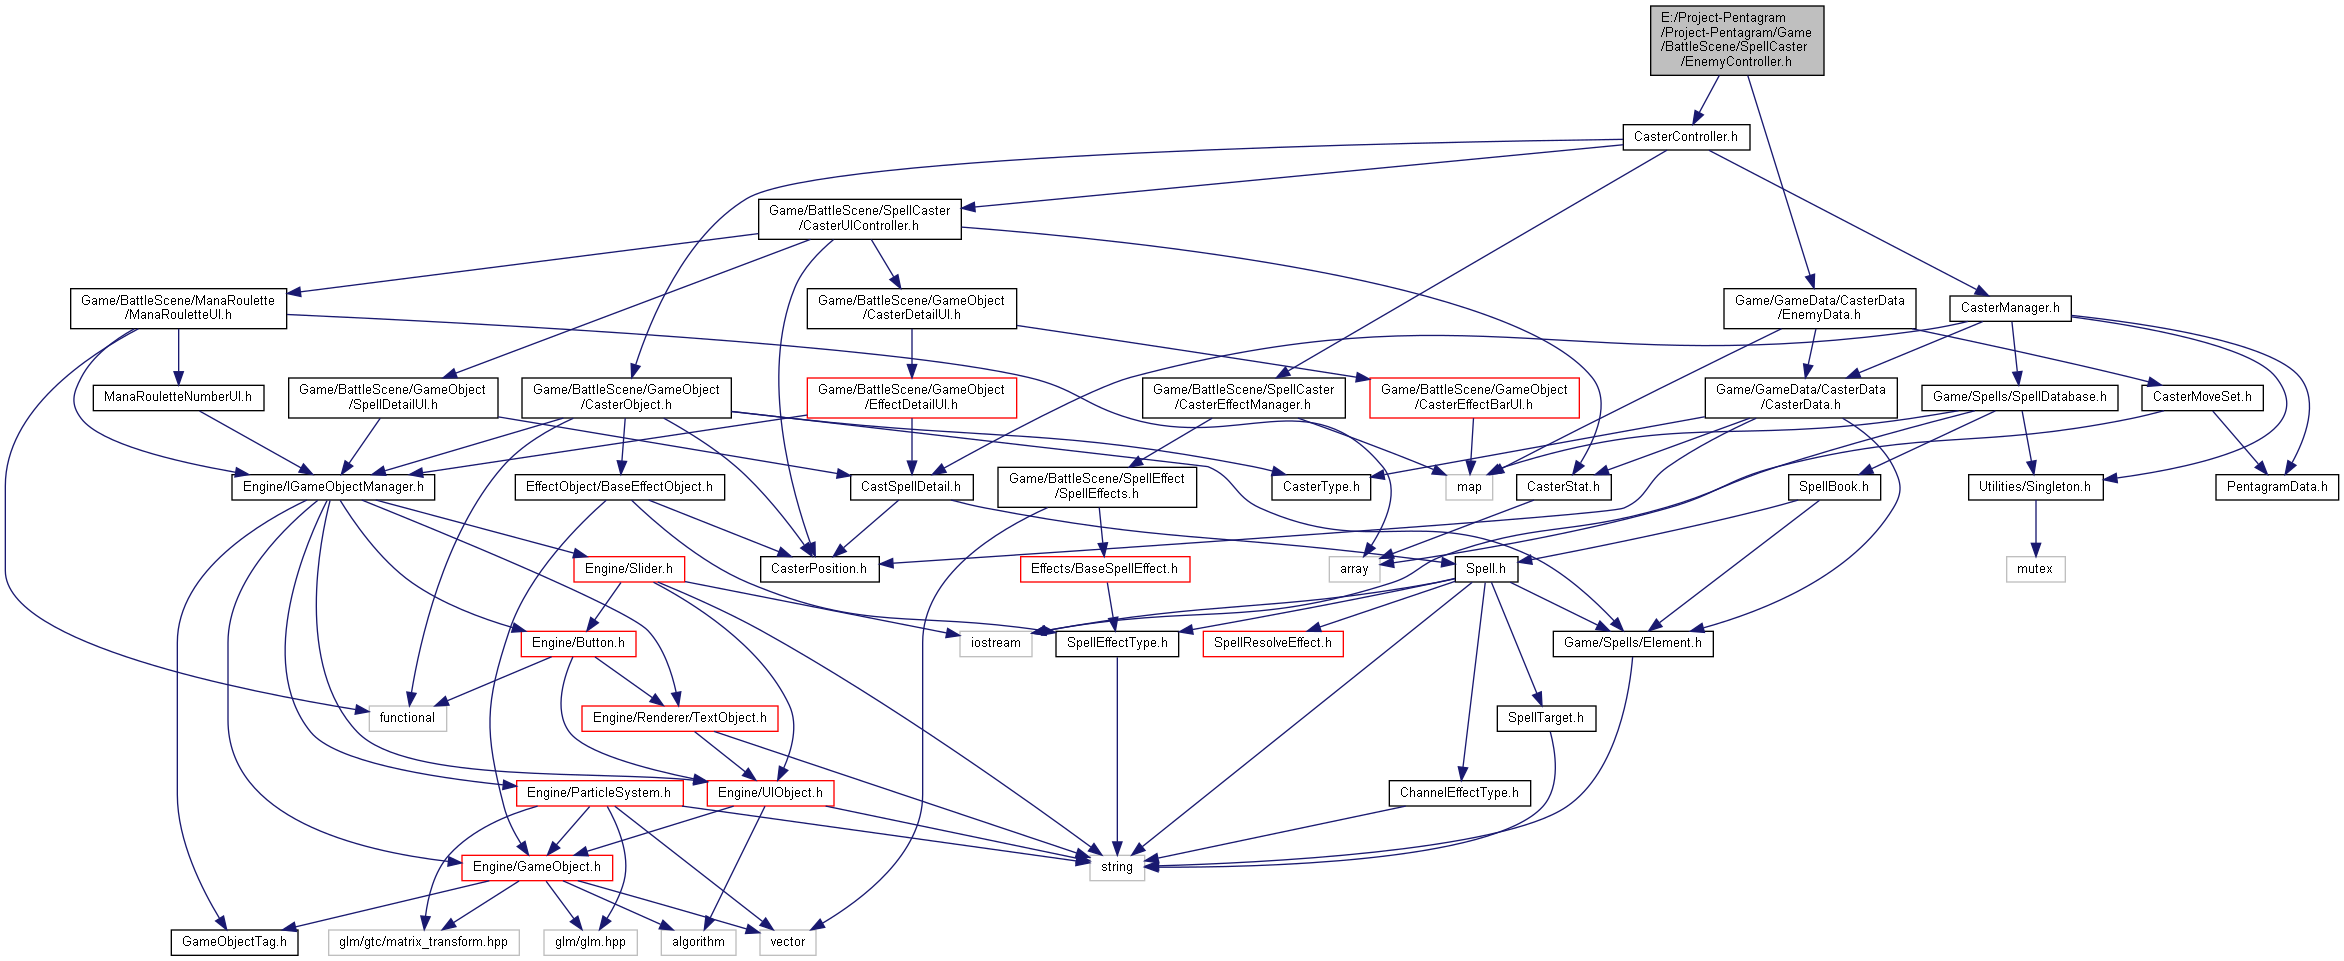 E:/Project-Pentagram
/Project-Pentagram/Game
/BattleScene/SpellCaster
/EnemyController.h
CasterController.h
Game/BattleScene/SpellCaster
/CasterUIController.h
Game/BattleScene/ManaRoulette
/ManaRouletteUI.h
Game/BattleScene/GameObject
/CasterDetailUI.h
Game/GameData/CasterData
/EnemyData.h
CasterManager.h
ManaRouletteNumberUI.h
Game/BattleScene/GameObject
/SpellDetailUI.h
Game/BattleScene/GameObject
/CasterObject.h
Game/BattleScene/GameObject
/EffectDetailUI.h
Game/BattleScene/SpellCaster
/CasterEffectManager.h
Game/BattleScene/GameObject
/CasterEffectBarUI.h
Game/GameData/CasterData
/CasterData.h
Game/Spells/SpellDatabase.h
CasterMoveSet.h
Engine/IGameObjectManager.h
EffectObject/BaseEffectObject.h
CastSpellDetail.h
Game/BattleScene/SpellEffect
/SpellEffects.h
CasterType.h
map
CasterStat.h
SpellBook.h
Utilities/Singleton.h
PentagramData.h
Engine/Slider.h
CasterPosition.h
Effects/BaseSpellEffect.h
array
Spell.h
mutex
Engine/Button.h
iostream
SpellEffectType.h
SpellResolveEffect.h
Game/Spells/Element.h
functional
Engine/Renderer/TextObject.h
SpellTarget.h
Engine/ParticleSystem.h
Engine/UIObject.h
ChannelEffectType.h
Engine/GameObject.h
string
GameObjectTag.h
glm/gtc/matrix_transform.hpp
glm/glm.hpp
algorithm
vector